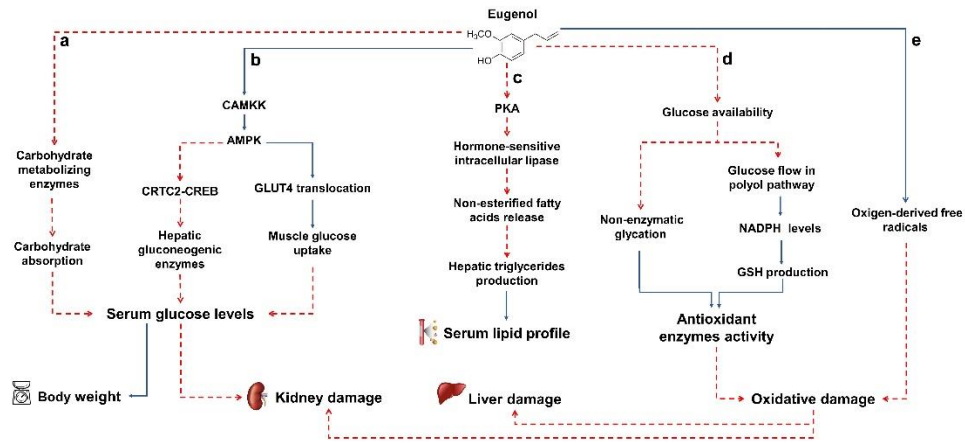 Eugenol
H₃CO
HO
a
b
c
d
e
CAMKK
AMPK
PKA
Glucose availability
Carbohydrate
metabolizing
enzymes
CRTC2-CREB
GLUT4 translocation
Hormone-sensitive
intracellular lipase
Glucose flow in
polyol pathway
Non-esterified fatty
acids release
Non-enzymatic
glycation
NADPH levels
Oxigen-derived free
radicals
Carbohydrate
absorption
Hepatic
gluconeogenic
enzymes
Muscle glucose
uptake
Hepatic triglycerides
production
GSH production
Serum glucose levels
Serum lipid profile
Antioxidant
enzymes activity
Body weight
Kidney damage
Liver damage
Oxidative damage